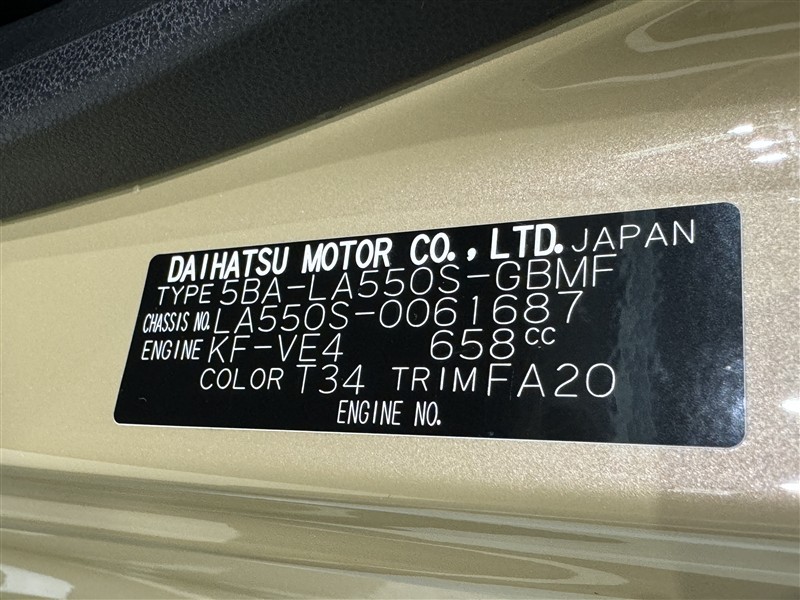 DAIHATSU MOTOR CO., LTD. JAPAN
TYPE 5BA-LA550S-GBMF
CHASSIS NO. LA550S-0061687
ENGINE KF-VE4 658cc
COLOR T34 TRIM FA20
ENGINE NO.